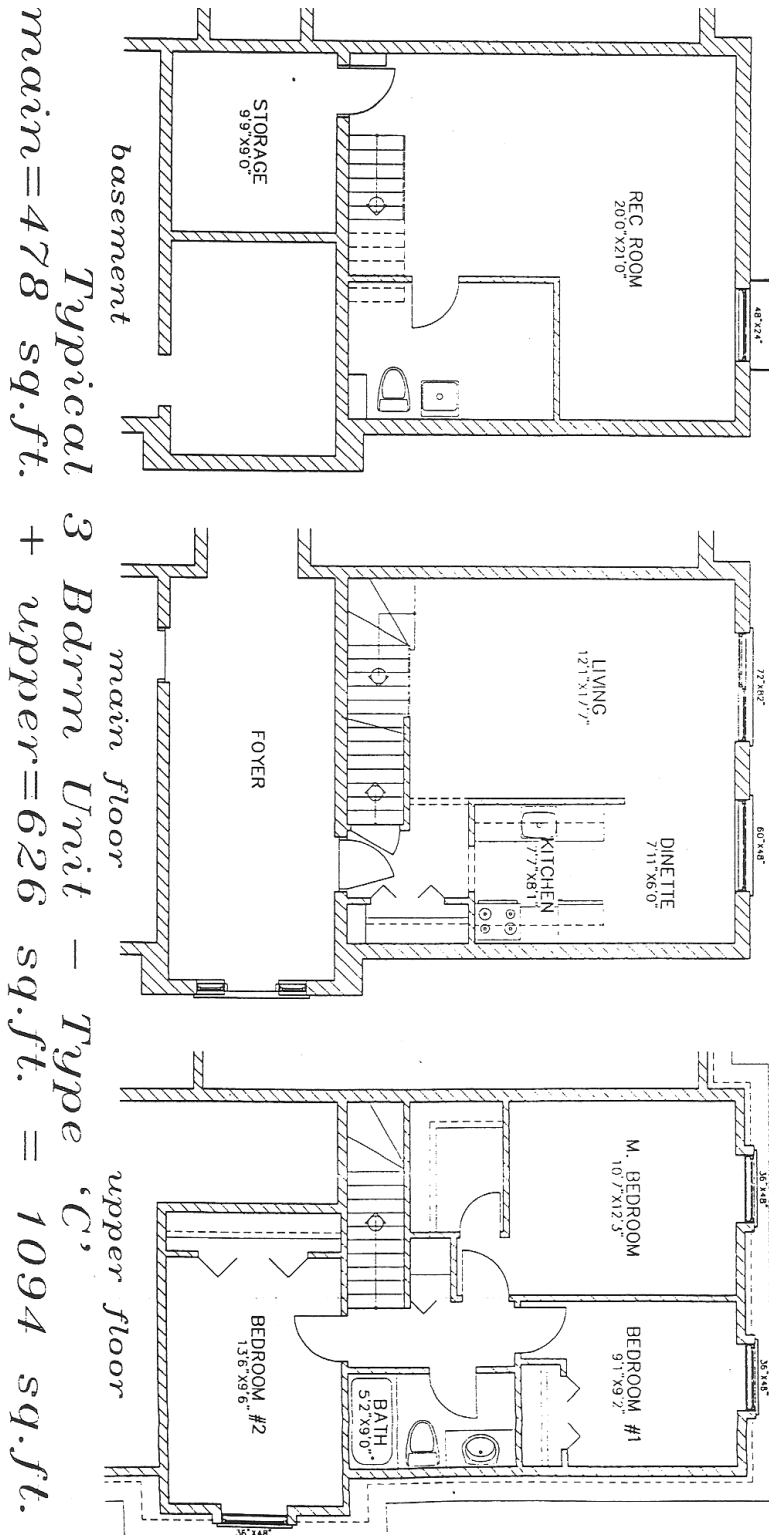 48"X24"
REC ROOM
20'0"X21'0"
STORAGE
9'9"X9'0"
basement
72"X82"
60"X48"
LIVING
12'1"X17'7"
DINETTE
7'11"X6'0"
KITCHEN
7'7"X8'1"
FOYER
main floor
36"X48"
36"X48"
M. BEDROOM
10'7"X12'3"
BEDROOM #1
9'1"X9'2"
BATH
5'2"X9'0"
BEDROOM #2
13'6"X9'6"
36"X48"
upper floor
Typical 3 Bdrm Unit - Type 'C'
main=478 sq.ft. + upper=626 sq.ft. = 1094 sq.ft.